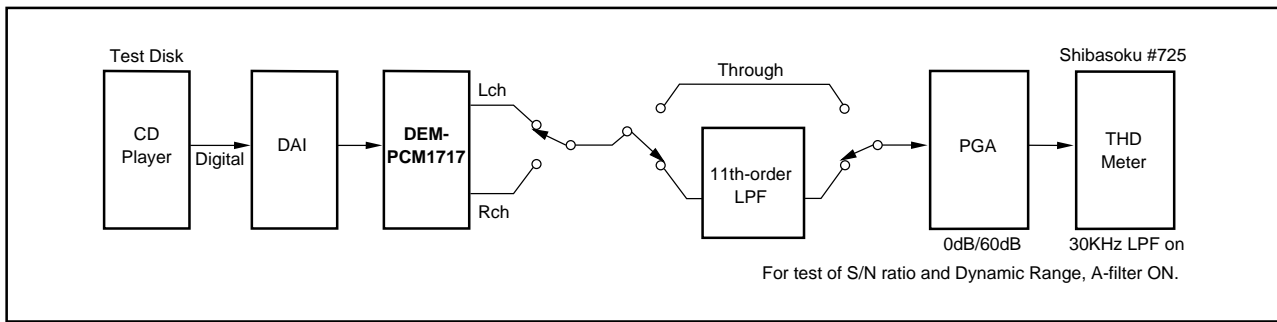 Test Disk
CD
Player
Digital
DAI
DEM-
PCM1717
Lch
Rch
Through
11th-order
LPF
PGA
0dB/60dB
Shibasoku #725
THD
Meter
30KHz LPF on
For test of S/N ratio and Dynamic Range, A-filter ON.